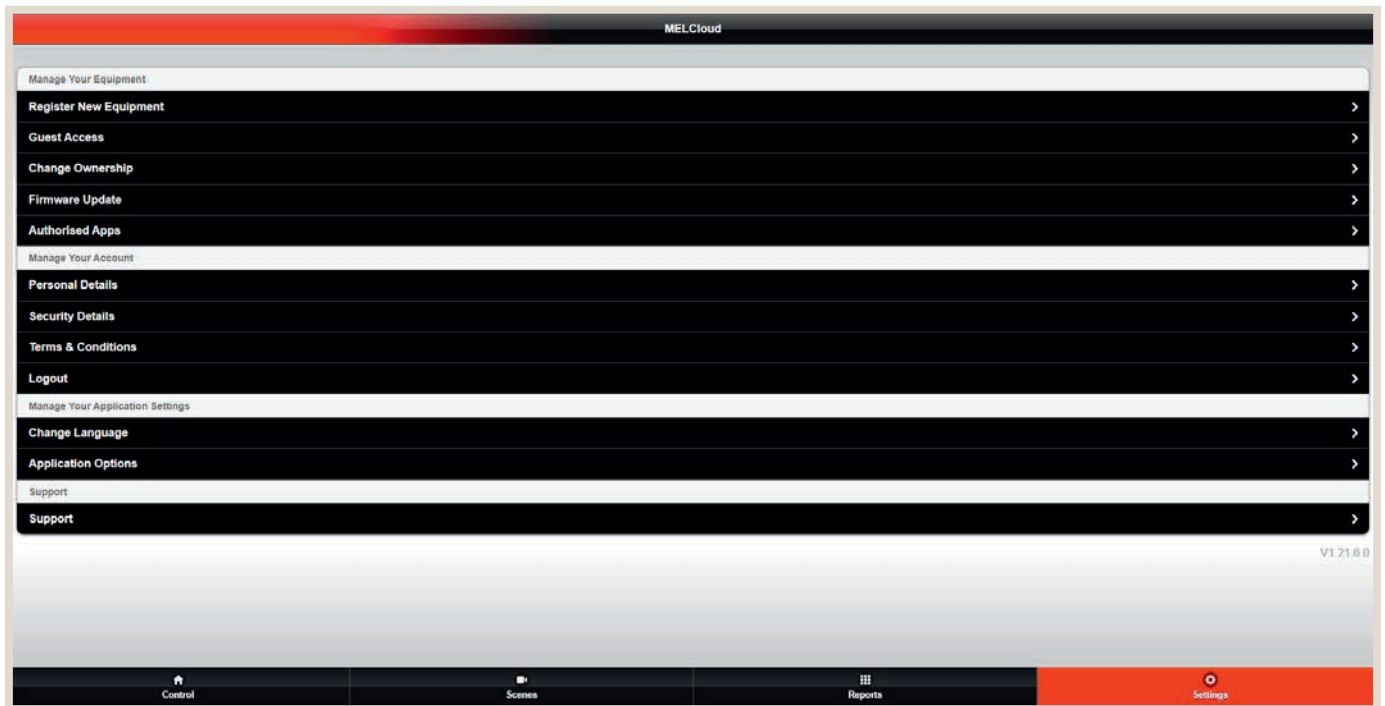 MELCloud
Manage Your Equipment
Register New Equipment
Guest Access
Change Ownership
Firmware Update
Authorised Apps
Manage Your Account
Personal Details
Security Details
Terms & Conditions
Logout
Manage Your Application Settings
Change Language
Application Options
Support
Support
V1.21.6.0
Control
Scenes
Reports
Settings